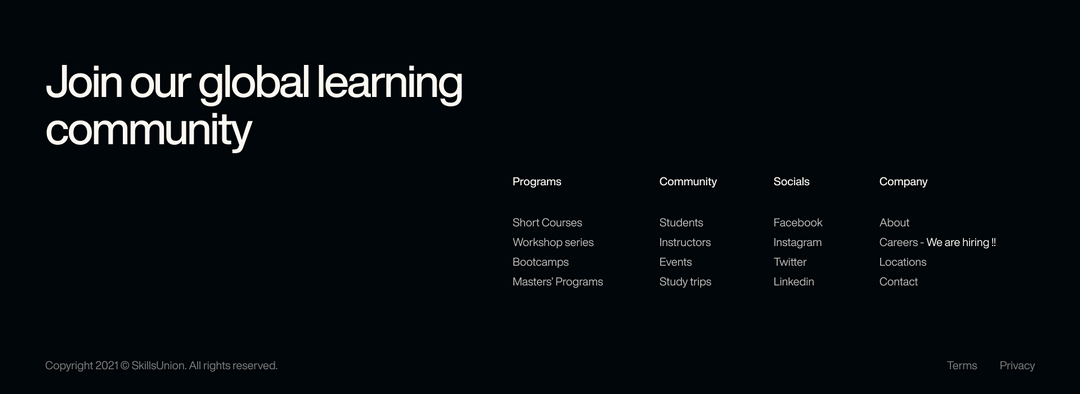 Join our global learning
community
Programs
Short Courses
Workshop series
Bootcamps
Masters' Programs
Community
Students
Instructors
Events
Study trips
Socials
Facebook
Instagram
Twitter
Linkedin
Company
About
Careers - We are hiring !!
Locations
Contact
Copyright 2021 © SkillsUnion. All rights reserved.
Terms
Privacy